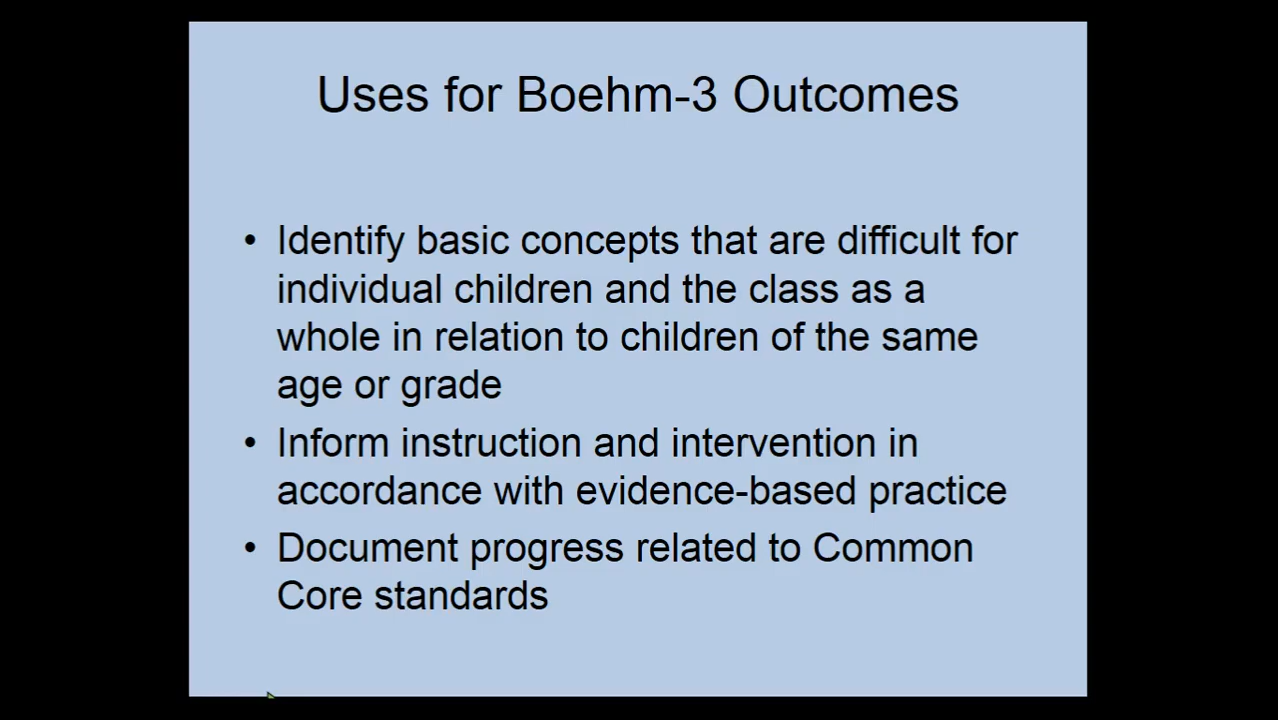 Uses for Boehm-3 Outcomes
• Identify basic concepts that are difficult for
individual children and the class as a
whole in relation to children of the same
age or grade
• Inform instruction and intervention in
accordance with evidence-based practice
• Document progress related to Common
Core standards